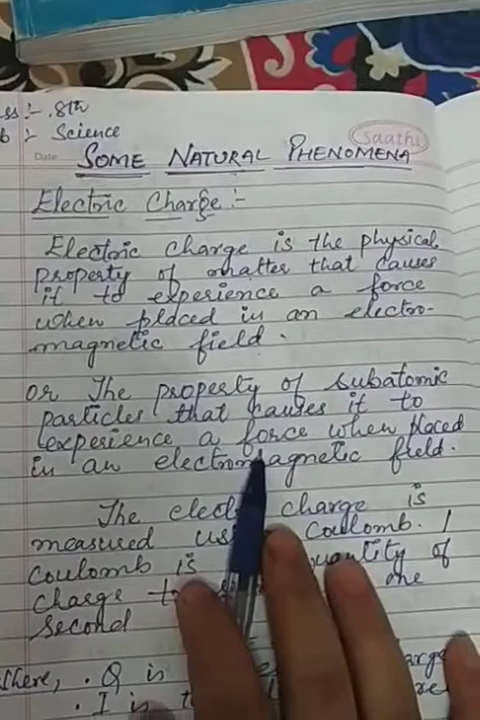 ss :- 8th
b :- Science
Saathi
Date
SOME NATURAL PHENOMENA
Electric Charge :-
Electric charge is the physical
property of matter that causes
it to experience a force
when placed in an electro-
magnetic field.
or The property of subatomic
particles that causes it to
experience a force when placed
in an electromagnetic field.
The charge is
measured Coulomb. 1
Coulomb is quantity of
charge one
second
here, . Q is
. I is